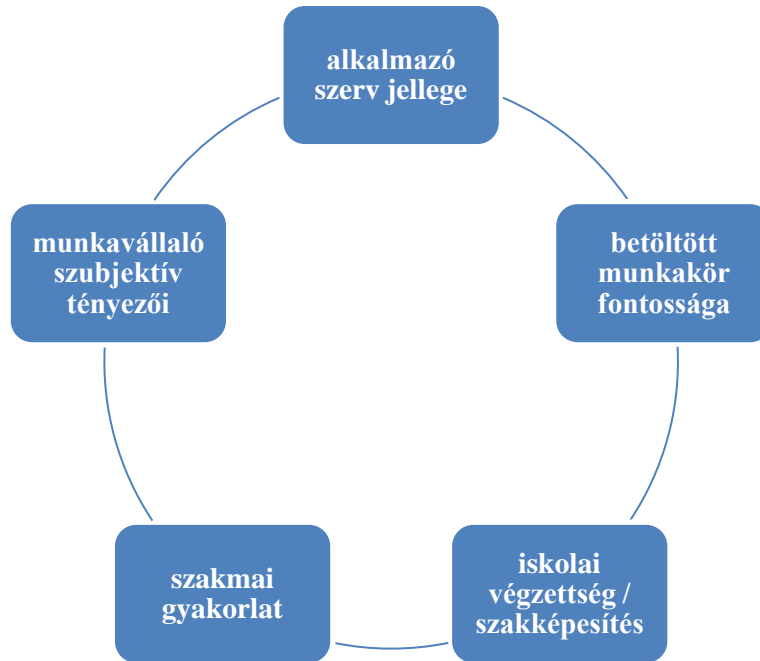 alkalmazó
szerv jellege
munkavállaló
szubjektív
tényezői
betöltött
munkakör
fontossága
szakmai
gyakorlat
iskolai
végzettség /
szakképesítés